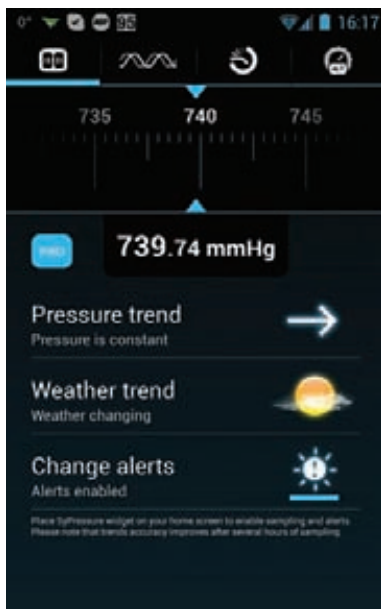 0° 95 16:17
735 740 745
PRO
739.74 mmHg
Pressure trend
Pressure is constant
Weather trend
Weather changing
Change alerts
Alerts enabled
Place SyPressure widget on your home screen to enable sampling and alerts.
Please note that trends accuracy improves after several hours of sampling